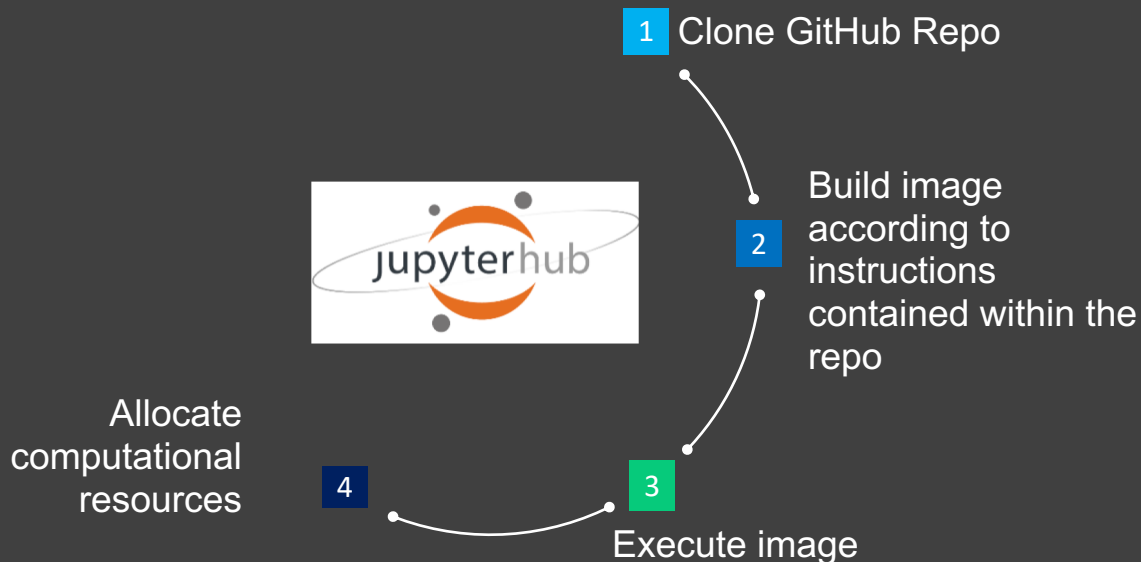 1 Clone GitHub Repo
jupyterhub
2
Build image
according to
instructions
contained within the
repo
3
Execute image
4
Allocate
computational
resources